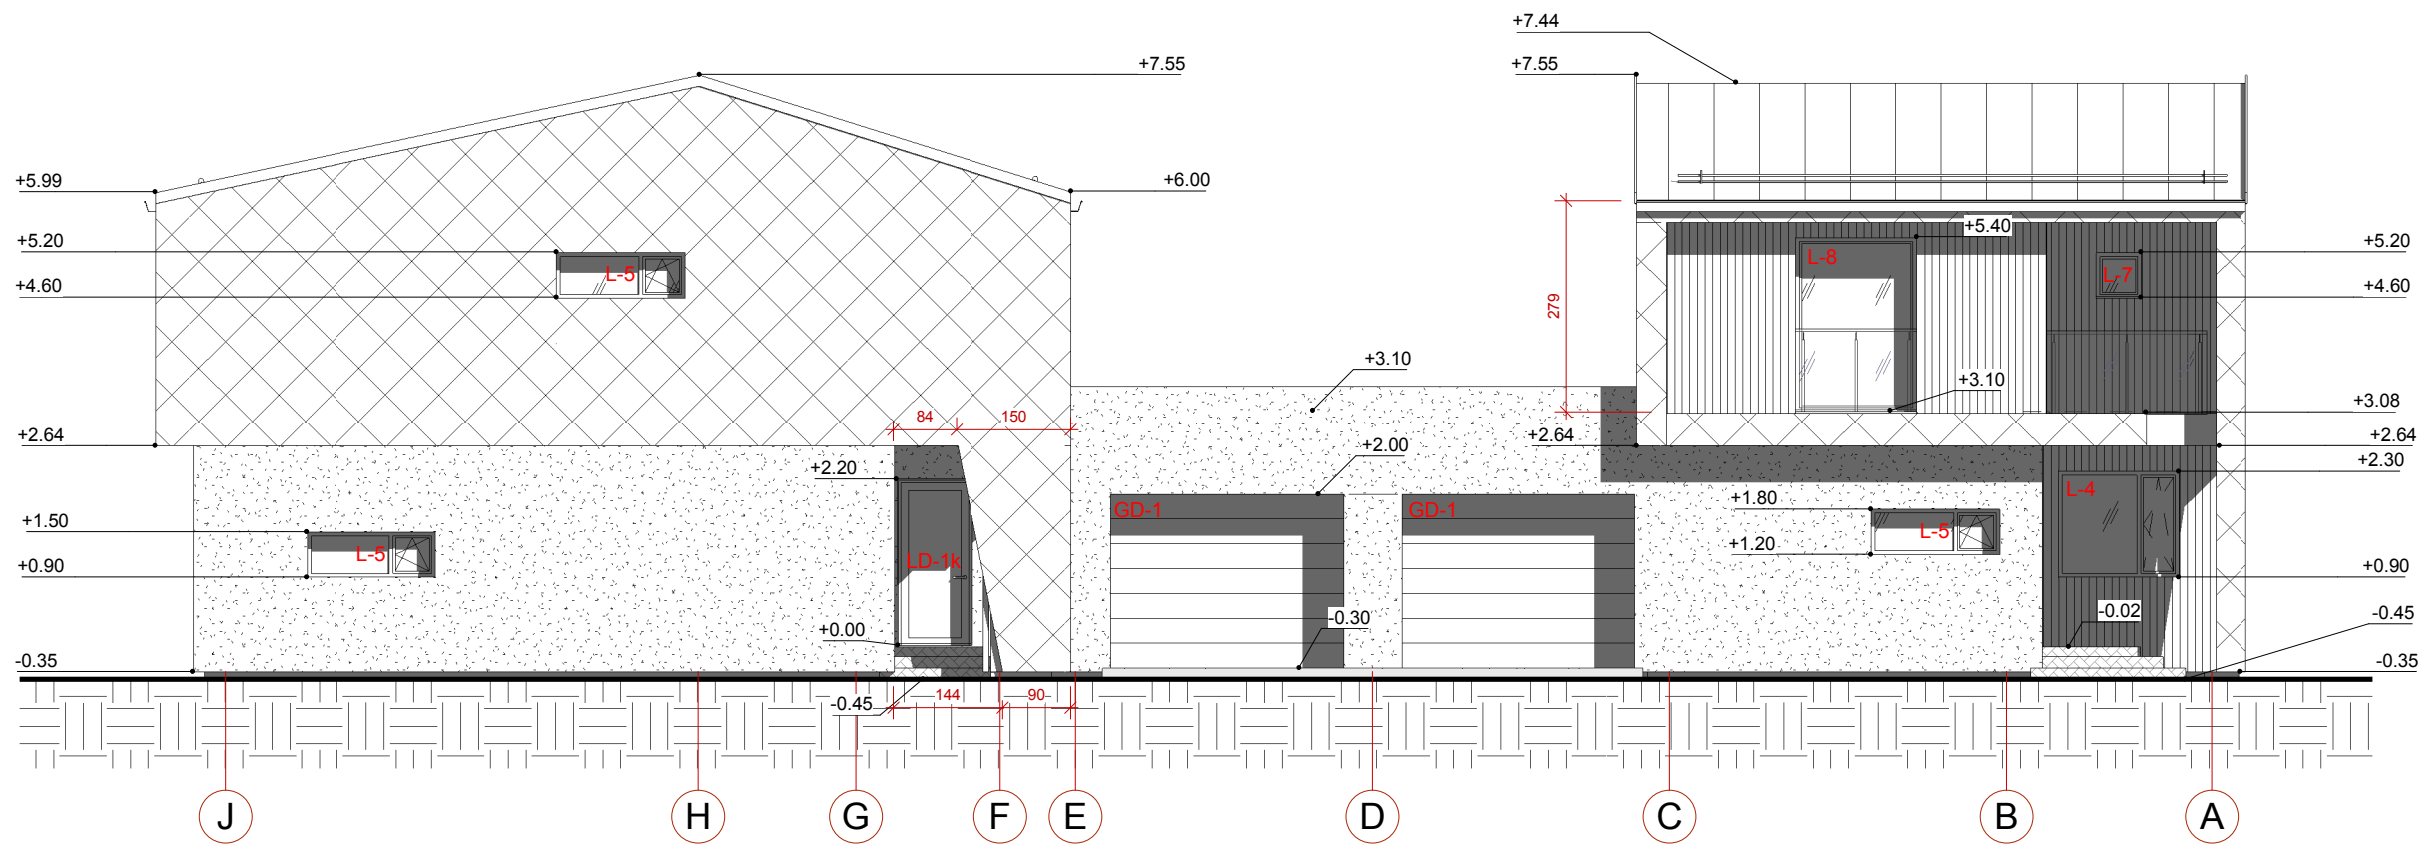 +7.44
+7.55
+7.55
+5.99
+6.00
+5.20
+5.40
+5.20
L-5
L-8
L-7
+4.60
+4.60
279
+3.10
+3.10
+3.08
84
150
+2.64
+2.64
+2.64
+2.00
+2.20
+2.30
GD-1
GD-1
L-4
+1.80
+1.50
L-5
L-5
+1.20
LD-1k
+0.90
+0.90
+0.00
-0.30
-0.02
-0.45
-0.35
-0.35
144
90
-0.45
J
H
G
F
E
D
C
B
A